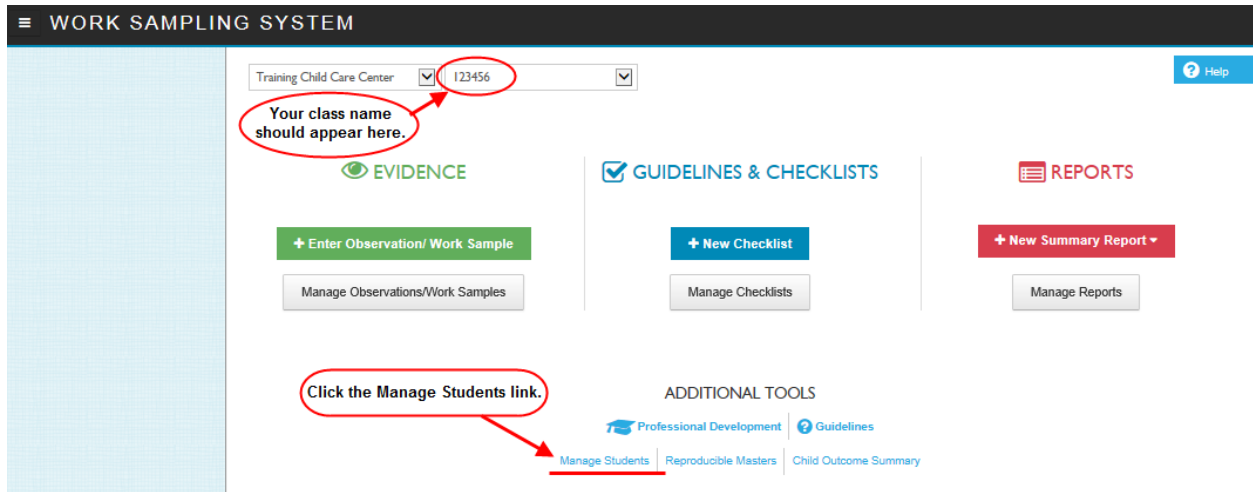 ≡ WORK SAMPLING SYSTEM
Training Child Care Center 123456
? Help
Your class name
should appear here.
EVIDENCE
GUIDELINES & CHECKLISTS
REPORTS
+ Enter Observation/ Work Sample
+ New Checklist
+ New Summary Report
Manage Observations/Work Samples
Manage Checklists
Manage Reports
Click the Manage Students link.
ADDITIONAL TOOLS
Professional Development ? Guidelines
Manage Students Reproducible Masters Child Outcome Summary